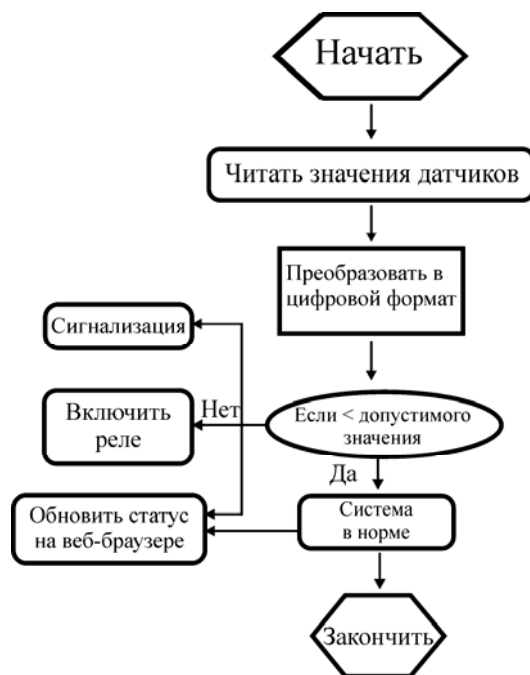 Начать
Читать значения датчиков
Преобразовать в
цифровой формат
Сигнализация
Включить
реле
Нет
Если < допустимого
значения
Да
Обновить статус
на веб-браузере
Система
в норме
Закончить